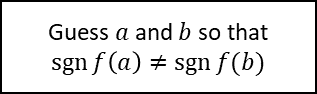 Guess a and b so that
sgn f(a) ≠ sgn f(b)